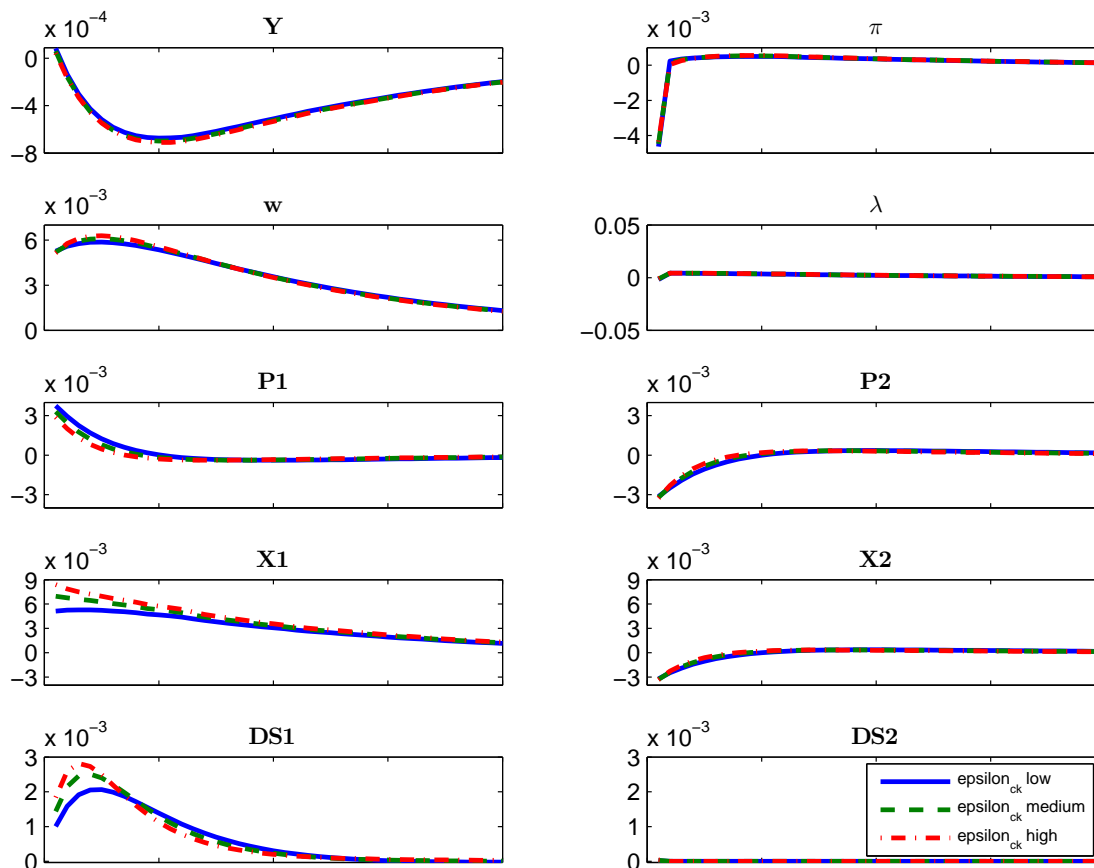 x 10⁻⁴ Y
0
−4
−8
x 10⁻³ π
0
−2
−4
x 10⁻³ w
6
3
0
λ
0.05
0
−0.05
x 10⁻³ P1
3
0
−3
x 10⁻³ P2
3
0
−3
x 10⁻³ X1
9
6
3
0
−3
x 10⁻³ X2
9
6
3
0
−3
x 10⁻³ DS1
3
2
1
0
x 10⁻³ DS2
3
2
1
0
epsilon_ck low
epsilon_ck medium
epsilon_ck high